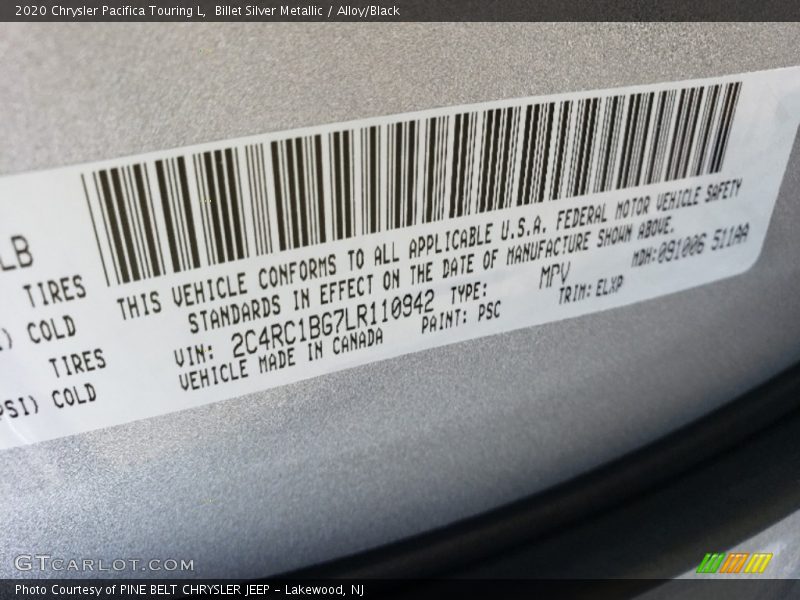 2020 Chrysler Pacifica Touring L, Billet Silver Metallic / Alloy/Black
LB
TIRES
) COLD
TIRES
PSI) COLD
THIS VEHICLE CONFORMS TO ALL APPLICABLE U.S.A. FEDERAL MOTOR VEHICLE SAFETY
STANDARDS IN EFFECT ON THE DATE OF MANUFACTURE SHOWN ABOVE.
VIN: 2C4RC1BG7LR110942 TYPE: MPV MDH:091006 511AA
VEHICLE MADE IN CANADA PAINT: PSC TRIM: ELXP
GTCARLOT.COM
Photo Courtesy of PINE BELT CHRYSLER JEEP - Lakewood, NJ